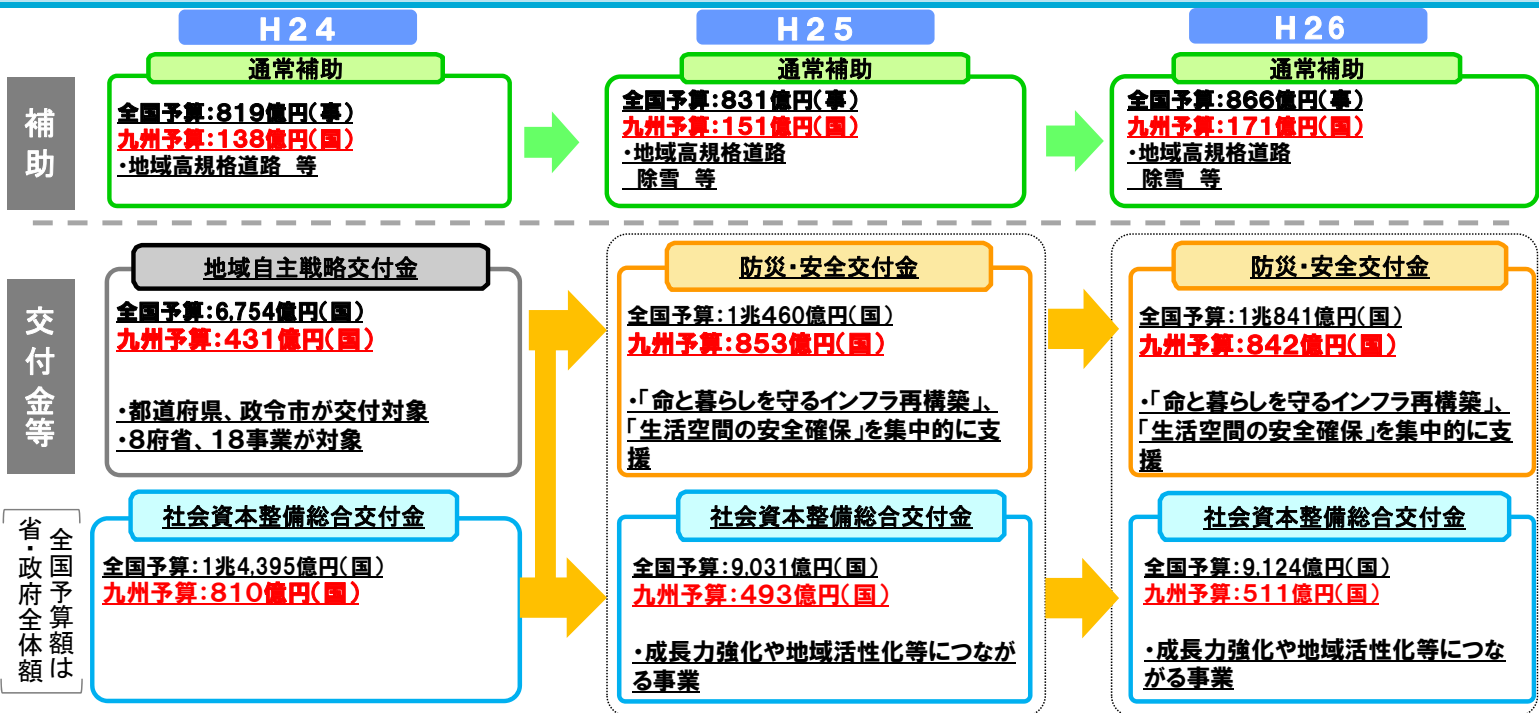 H24
H25
H26
補助
通常補助
全国予算:819億円(事)
九州予算:138億円(国)
・地域高規格道路　等
通常補助
全国予算:831億円(事)
九州予算:151億円(国)
・地域高規格道路
除雪　等
通常補助
全国予算:866億円(事)
九州予算:171億円(国)
・地域高規格道路
除雪　等
交付金等
地域自主戦略交付金
全国予算:6,754億円(国)
九州予算:431億円(国)
・都道府県、政令市が交付対象
・8府省、18事業が対象
防災・安全交付金
全国予算:1兆460億円(国)
九州予算:853億円(国)
・「命と暮らしを守るインフラ再構築」、
「生活空間の安全確保」を集中的に支
援
防災・安全交付金
全国予算:1兆841億円(国)
九州予算:842億円(国)
・「命と暮らしを守るインフラ再構築」、
「生活空間の安全確保」を集中的に支
援
全国予算額は
省・政府全体額
社会資本整備総合交付金
全国予算:1兆4,395億円(国)
九州予算:810億円(国)
社会資本整備総合交付金
全国予算:9,031億円(国)
九州予算:493億円(国)
・成長力強化や地域活性化等につなが
る事業
社会資本整備総合交付金
全国予算:9,124億円(国)
九州予算:511億円(国)
・成長力強化や地域活性化等につな
がる事業